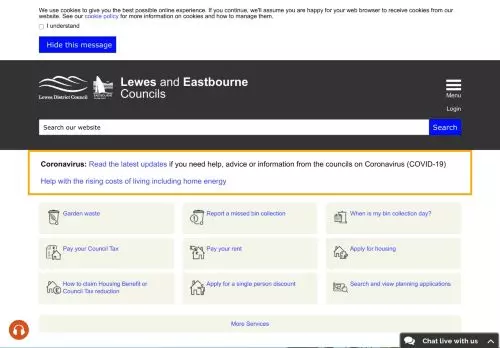 We use cookies to give you the best possible online experience. If you continue, we'll assume you are happy for your web browser to receive cookies from our
website. See our cookie policy for more information on cookies and how to manage them.
I understand
Hide this message
Lewes and Eastbourne
Councils
Lewes District Council
Menu
Login
Search our website
Search
Coronavirus: Read the latest updates if you need help, advice or information from the councils on Coronavirus (COVID-19)
Help with the rising costs of living including home energy
Garden waste
Report a missed bin collection
When is my bin collection day?
Pay your Council Tax
Pay your rent
Apply for housing
How to claim Housing Benefit or
Council Tax reduction
Apply for a single person discount
Search and view planning applications
More Services
Chat live with us